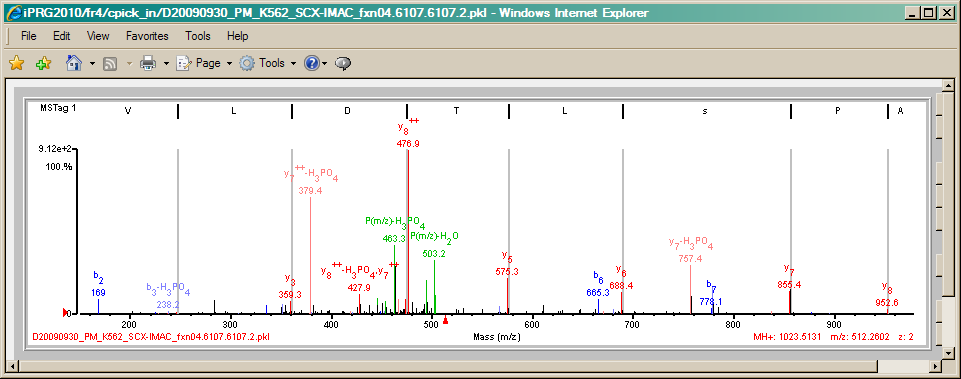 iPRG2010/fr4/cpick_in/D20090930_PM_K562_SCX-IMAC_fxn04.6107.6107.2.pkl - Windows Internet Explorer
File Edit View Favorites Tools Help
Page Tools
MSTag 1 V L D T L s P A
9.12e+2
100.%
y8++
476.9
y7++-H3PO4
379.4
P(m/z)-H3PO4
463.3
P(m/z)-H2O
503.2
y8++-H3PO4,y7++
427.9
b2
169
b3-H3PO4
238.2
y3
359.3
y5
575.3
b6
665.3
y6
688.4
y7-H3PO4
757.4
b7
778.1
y7
855.4
y8
952.6
0
200 300 400 500 600 700 800 900
Mass (m/z)
D20090930_PM_K562_SCX-IMAC_fxn04.6107.6107.2.pkl MH+: 1023.5131 m/z: 512.2602 z: 2